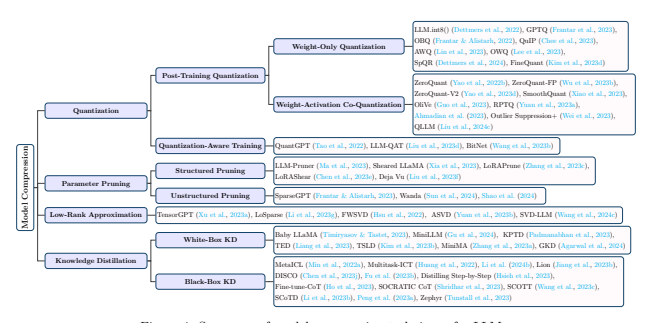 LLM.int8() (Dettmers et al., 2022), GPTQ (Frantar et al., 2023),
Weight-Only Quantization
OBQ (Frantar & Alistarh, 2022), QuIP (Chee et al., 2023),
AWQ (Lin et al., 2023), OWQ (Lee et al., 2023),
SpQR (Dettmers et al., 2024), FineQuant (Kim et al., 2023d)
Post-Training Quantization
ZeroQuant (Yao et al., 2022b), ZeroQuant-FP (Wu et al., 2023b),
ZeroQuant-V2 (Yao et al., 2023d), SmoothQuant (Xiao et al., 2023),
Weight-Activation Co-Quantization
OliVe (Guo et al., 2023), RPTQ (Yuan et al., 2023a),
Ahmadian et al. (2023), Outlier Suppression+ (Wei et al., 2023),
QLLM (Liu et al., 2024c)
Quantization
Quantization-Aware Training
QuantGPT (Tao et al., 2022), LLM-QAT (Liu et al., 2023d), BitNet (Wang et al., 2023b)
Model Compression
Parameter Pruning
Structured Pruning
LLM-Pruner (Ma et al., 2023), Sheared LLaMA (Xia et al., 2023), LoRAPrune (Zhang et al., 2023c),
LoRAShear (Chen et al., 2023c), Deja Vu (Liu et al., 2023f)
Unstructured Pruning
SparseGPT (Frantar & Alistarh, 2023), Wanda (Sun et al., 2024), Shao et al. (2024)
Low-Rank Approximation
TensorGPT (Xu et al., 2023a), LoSparse (Li et al., 2023g), FWSVD (Hsu et al., 2022), ASVD (Yuan et al., 2023b), SVD-LLM (Wang et al., 2024c)
Knowledge Distillation
White-Box KD
Baby LLaMA (Timiryasov & Tastet, 2023), MiniLLM (Gu et al., 2024), KPTD (Padmanabhan et al., 2023),
TED (Liang et al., 2023), TSLD (Kim et al., 2023b), MiniMA (Zhang et al., 2023a), GKD (Agarwal et al., 2024)
Black-Box KD
MetaICL (Min et al., 2022a), Multitask-ICT (Huang et al., 2022), Li et al. (2024b), Lion (Jiang et al., 2023b),
DISCO (Chen et al., 2023j), Fu et al. (2023b), Distilling Step-by-Step (Hsieh et al., 2023),
Fine-tune-CoT (Ho et al., 2023), SOCRATIC CoT (Shridhar et al., 2023), SCOTT (Wang et al., 2023c),
SCoTD (Li et al., 2023b), Peng et al. (2023a), Zephyr (Tunstall et al., 2023)